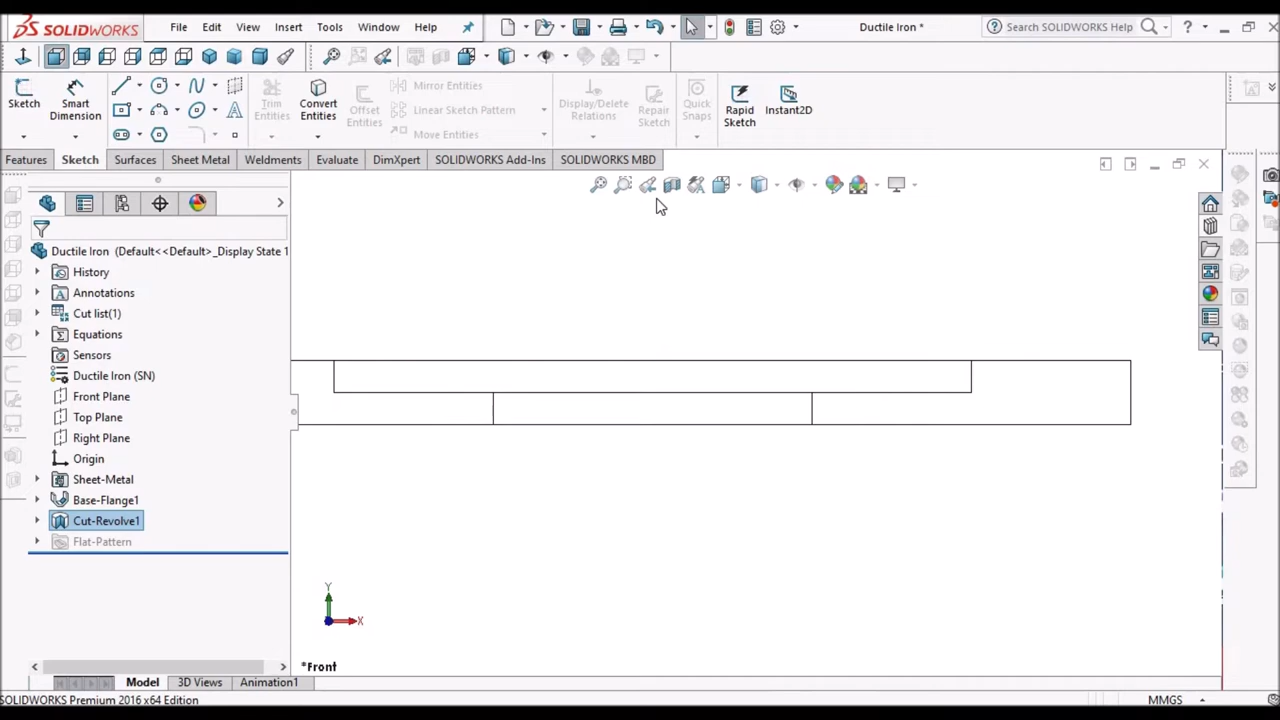 DS SOLIDWORKS File Edit View Insert Tools Window Help Ductile Iron * Search SOLIDWORKS Help ?
Sketch Smart Dimension Trim Entities Convert Entities Offset Entities Mirror Entities Linear Sketch Pattern Move Entities Display/Delete Relations Repair Sketch Quick Snaps Rapid Sketch Instant2D
Features Sketch Surfaces Sheet Metal Weldments Evaluate DimXpert SOLIDWORKS Add-Ins SOLIDWORKS MBD
Ductile Iron (Default<<Default>_Display State 1
History
Annotations
Cut list(1)
Equations
Sensors
Ductile Iron (SN)
Front Plane
Top Plane
Right Plane
Origin
Sheet-Metal
Base-Flange1
Cut-Revolve1
Flat-Pattern
Y
X
*Front
Model 3D Views Animation1
SOLIDWORKS Premium 2016 x64 Edition MMGS